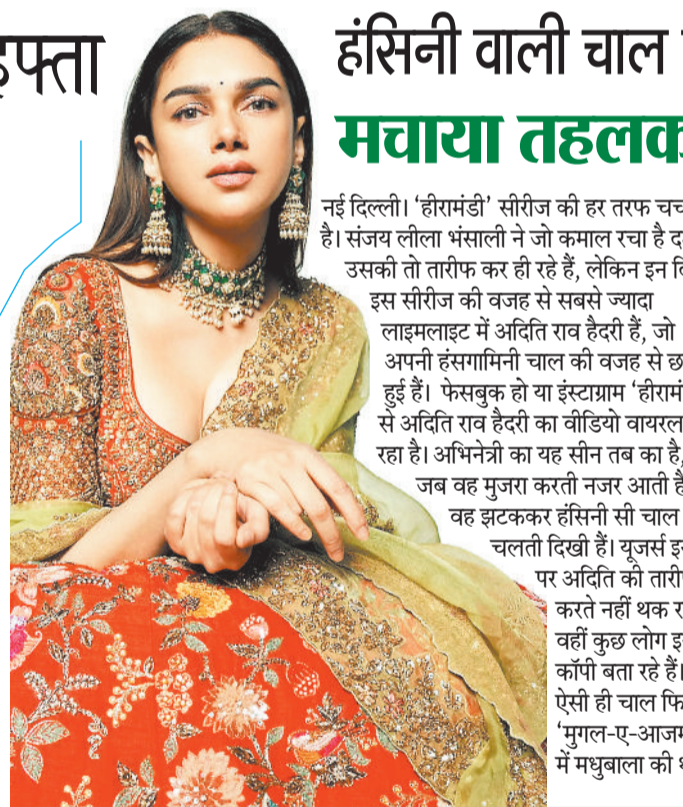 हफ्ता
हंसिनी वाली चाल
मचाया तहलका
नई दिल्ली। ‘हीरामंडी’ सीरीज की हर तरफ
है। संजय लीला भंसाली ने जो कमाल रचा है
उसकी तो तारीफ कर ही रहे हैं, लेकिन इन
इस सीरीज की वजह से सबसे ज्यादा
लाइमलाइट में अदिति राव हैदरी हैं, जो
अपनी हंसगामिनी चाल की वजह से
हुई हैं। फेसबुक हो या इंस्टाग्राम
से अदिति राव हैदरी का वीडियो वायरल
रहा है। अभिनेत्री का यह सीन तब का है,
जब वह मुजरा करती नजर आती
वह झटककर हंसिनी सी चाल
चलती दिखी हैं। यूजर्स
पर अदिति की
करते नहीं थक
वहीं कुछ लोग
कॉपी बता रहे हैं।
ऐसी ही चाल
‘मुगल-ए-आजम
में मधुबाला की